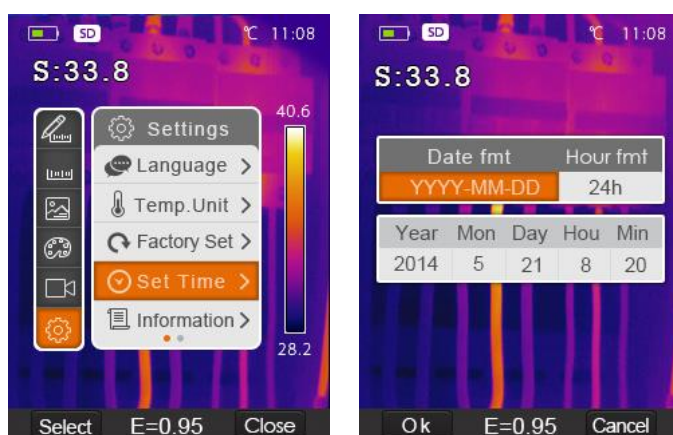 SD ℃ 11:08
S:33.8
40.6
Settings
Language >
Temp.Unit >
Factory Set >
Set Time >
Information >
28.2
Select E=0.95 Close
SD ℃ 11:08
S:33.8
Date fmt Hour fmt
YYYY-MM-DD 24h
Year Mon Day Hou Min
2014 5 21 8 20
Ok E=0.95 Cancel